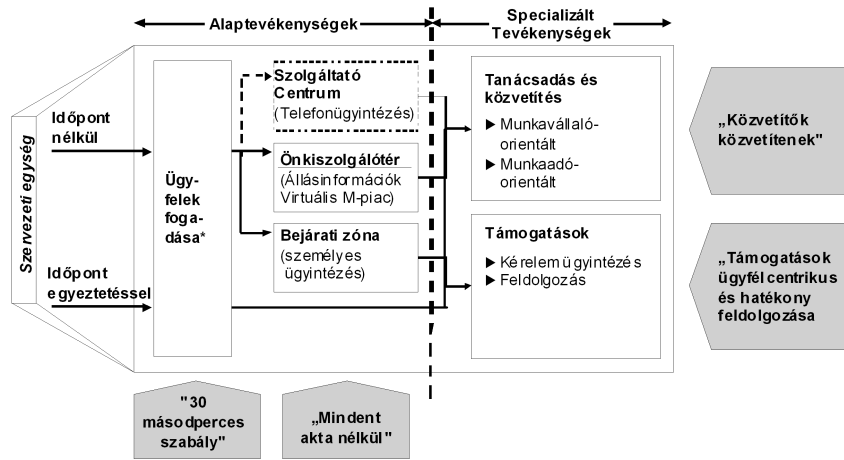 Alaptevékenységek
Specializált
Tevékenységek
Szervezeti egység
Időpont
nélkül
Időpont
egyeztetéssel
Ügy-
felek
foga-
dása*
Szolgáltató
Centrum
(Telefonügyintézés)
Önkiszolgálótér
(Állásinformációk
Virtuális M-piac)
Bejárati zóna
(személyes
ügyintézés)
Tanácsadás és
közvetítés
▶ Munkavállaló-
orientált
▶ Munkaadó-
orientált
Támogatások
▶ Kérelem ügyintézés
▶ Feldolgozás
„Közvetítők
közvetítenek"
„Támogatások
ügyfélcentrikus
és hatékony
feldolgozása
"30
másodperces
szabály"
„Mindent
akta nélkül"